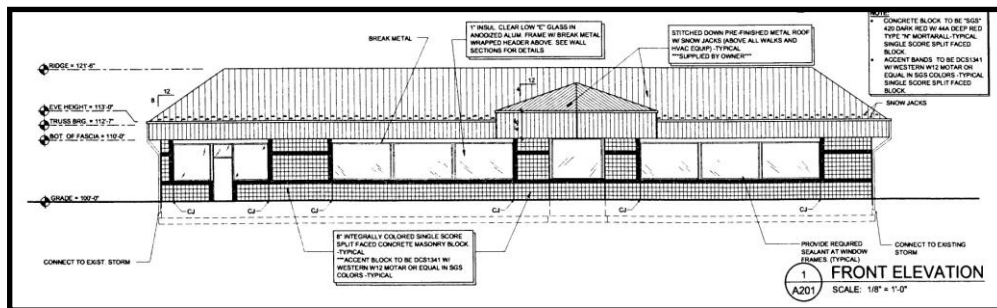 NOTE:
• CONCRETE BLOCK TO BE "SGS"
420 DARK RED W/ 44A DEEP RED
TYPE "N" MORTARALL-TYPICAL
SINGLE SCORE SPLIT FACED
BLOCK.
• ACCENT BANDS TO BE DCS1341
W/ WESTERN W12 MOTAR OR
EQUAL IN SGS COLORS -TYPICAL
SINGLE SCORE SPLIT FACED
BLOCK
1" INSUL. CLEAR LOW "E" GLASS IN
ANODIZED ALUM. FRAME W/ BREAK METAL
WRAPPED HEADER ABOVE. SEE WALL
SECTIONS FOR DETAILS
STITCHED DOWN PRE-FINISHED METAL ROOF
W/ SNOW JACKS (ABOVE ALL WALKS AND
HVAC EQUIP) -TYPICAL
***SUPPLIED BY OWNER***
BREAK METAL
RIDGE = 121'-6"
12
8
12
EVE HEIGHT = 113'-0"
TRUSS BRG. = 112'-7"
BOT OF FASCIA = 110'-0"
SNOW JACKS
GRADE = 100'-0"
CJ
CJ
CJ
CJ
CJ
CJ
CONNECT TO EXIST STORM
8" INTEGRALLY COLORED SINGLE SCORE
SPLIT FACED CONCRETE MASONRY BLOCK.
-TYPICAL
***ACCENT BLOCK TO BE DCS1341 W/
WESTERN W12 MOTAR OR EQUAL IN SGS
COLORS -TYPICAL
PROVIDE REQUIRED
SEALANT AT WINDOW
FRAMES. (TYPICAL)
CONNECT TO EXISTING
STORM
1
A201
FRONT ELEVATION
SCALE: 1/8" = 1'-0"